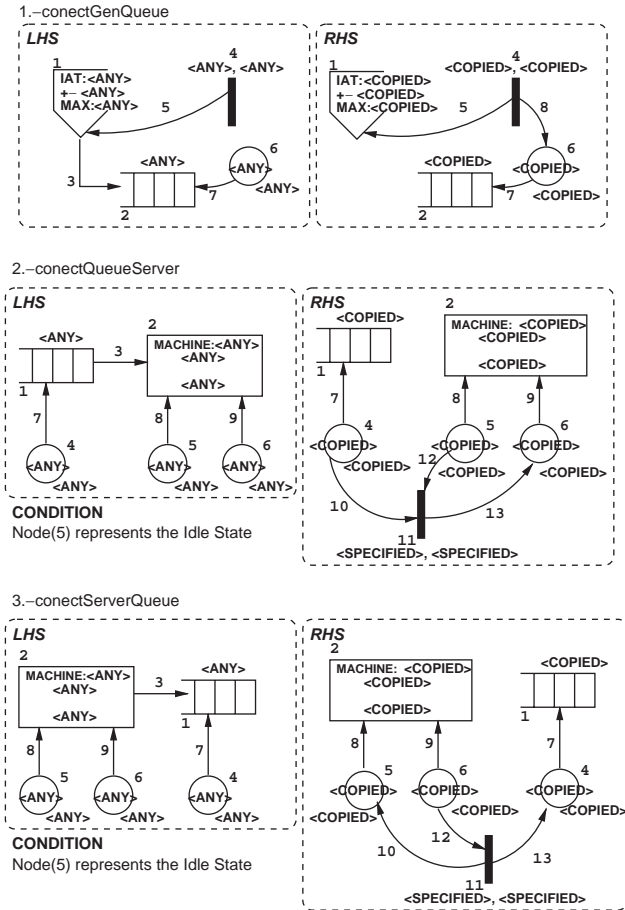 1.−conectGenQueue
LHS
1
IAT:<ANY>
+− <ANY>
MAX:<ANY>
4
<ANY>, <ANY>
5
3
<ANY>
2
6
<ANY>
<ANY>
7
RHS
1
IAT:<COPIED>
+− <COPIED>
MAX:<COPIED>
4
<COPIED>, <COPIED>
5
8
<COPIED>
2
6
<COPIED>
<COPIED>
7
2.−conectQueueServer
LHS
<ANY>
1
3
2
MACHINE:<ANY>
<ANY>
<ANY>
7
8
9
4
<ANY>
<ANY>
5
<ANY>
<ANY>
6
<ANY>
<ANY>
CONDITION
Node(5) represents the Idle State
RHS
<COPIED>
1
2
MACHINE: <COPIED>
<COPIED>
<COPIED>
7
8
9
4
<COPIED>
<COPIED>
5
<COPIED>
<COPIED>
6
<COPIED>
<COPIED>
12
10
13
11
<SPECIFIED>, <SPECIFIED>
3.−conectServerQueue
LHS
2
MACHINE:<ANY>
<ANY>
<ANY>
3
<ANY>
1
8
9
7
5
<ANY>
<ANY>
6
<ANY>
<ANY>
4
<ANY>
<ANY>
CONDITION
Node(5) represents the Idle State
RHS
2
MACHINE: <COPIED>
<COPIED>
<COPIED>
<COPIED>
1
8
9
7
5
<COPIED>
<COPIED>
6
<COPIED>
<COPIED>
4
<COPIED>
<COPIED>
10
12
13
11
<SPECIFIED>, <SPECIFIED>